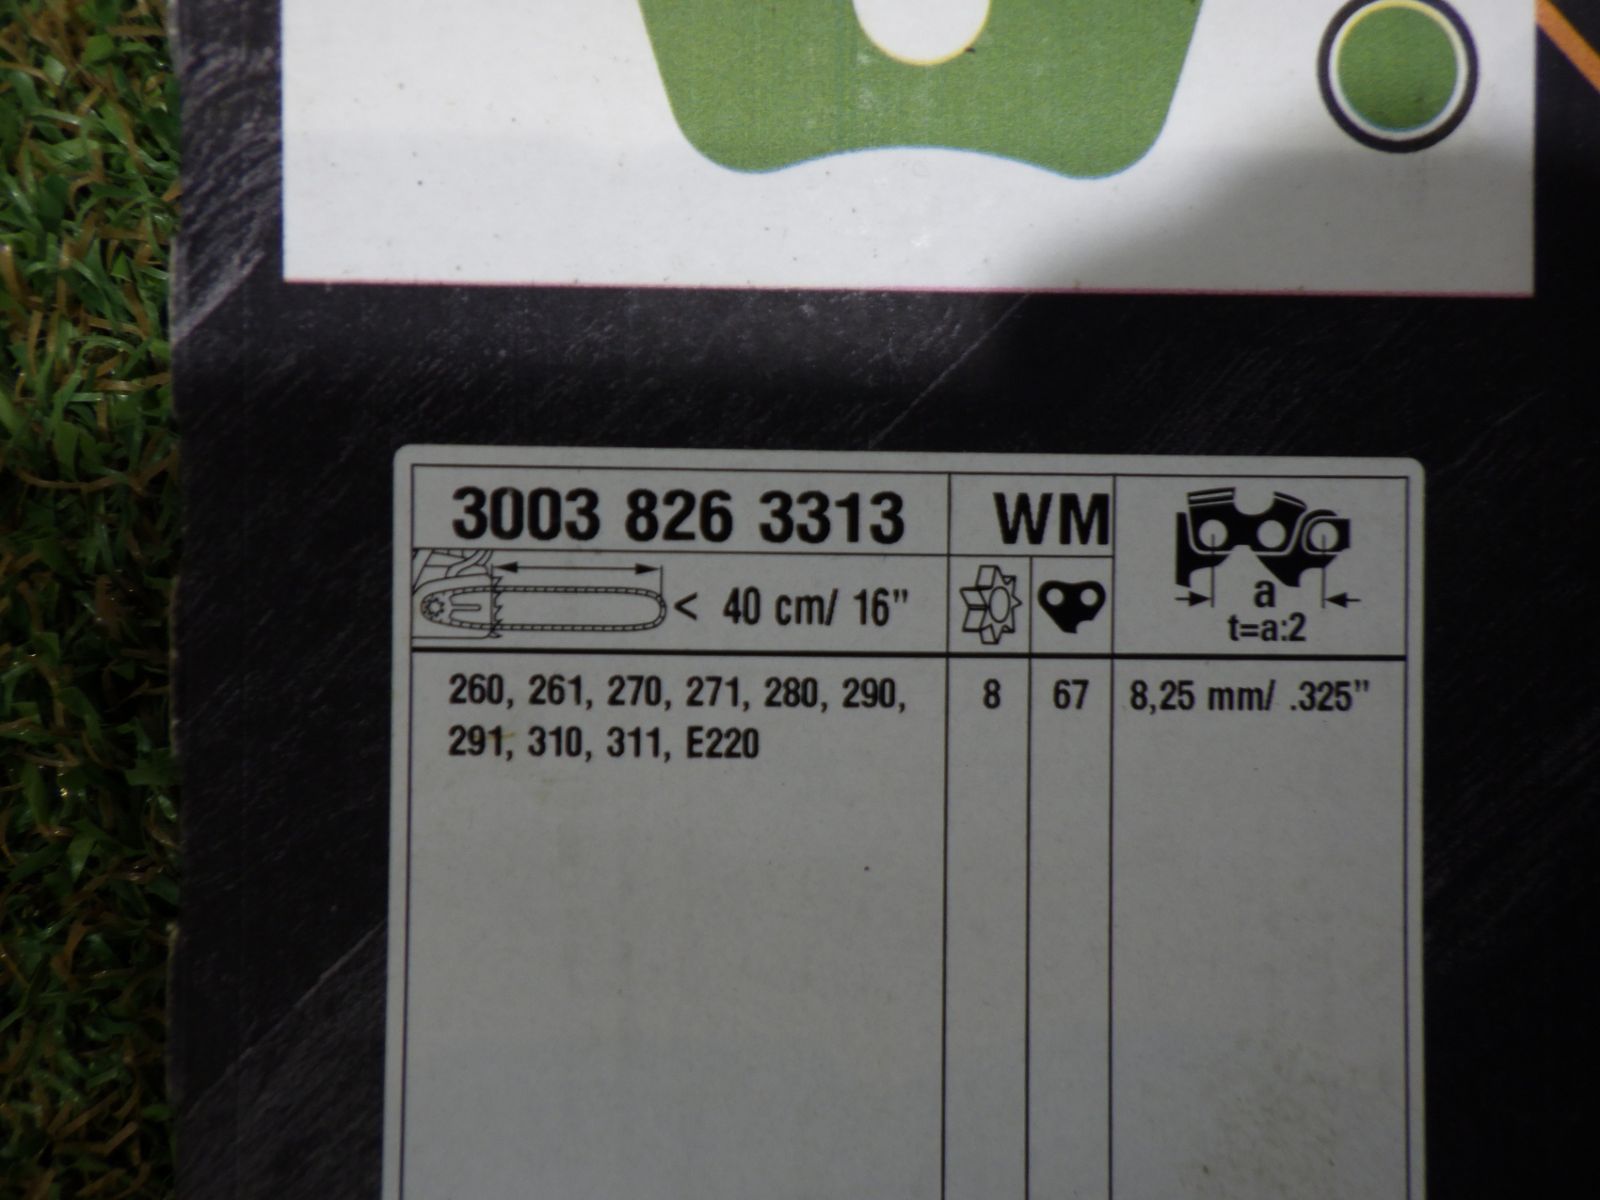 3003 826 3313 WM
< 40 cm/ 16" a
t=a:2
260, 261, 270, 271, 280, 290, 8 67 8,25 mm/ .325"
291, 310, 311, E220